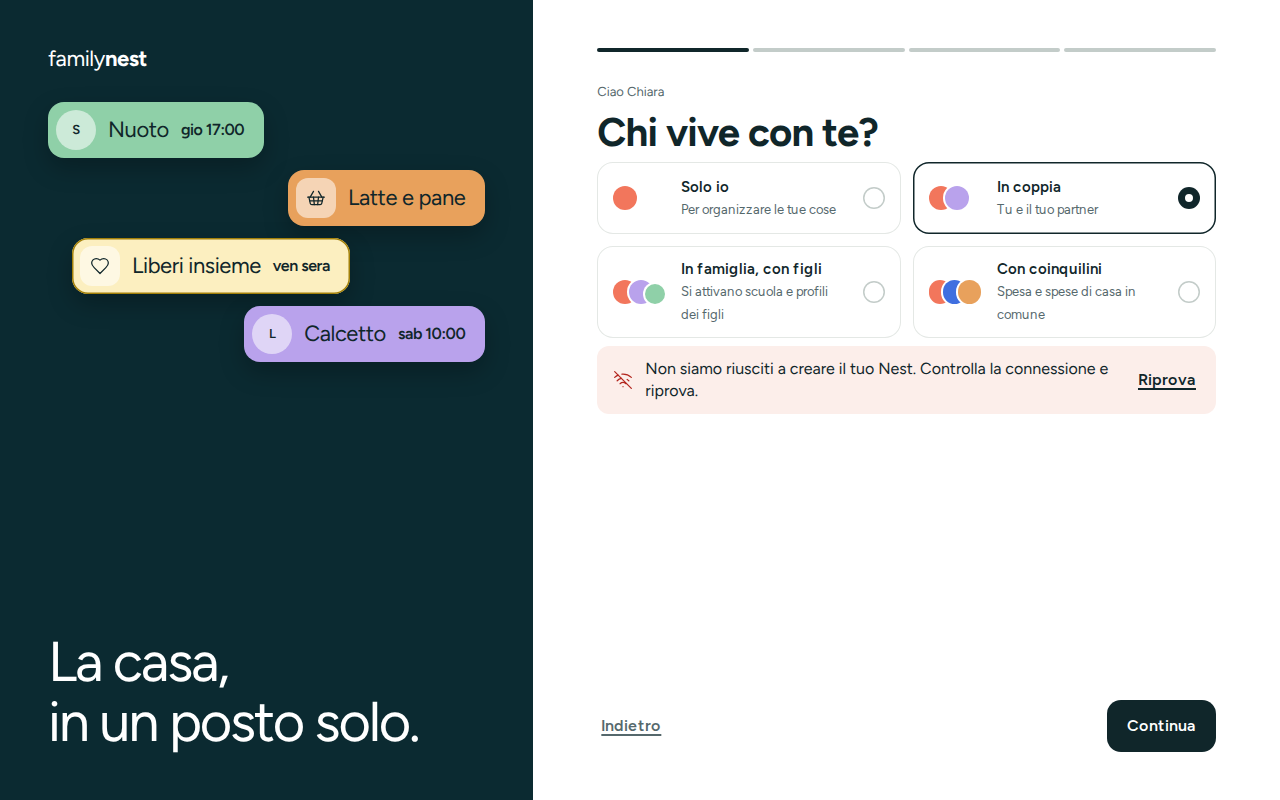 familynest
S Nuoto gio 17:00
Latte e pane
Liberi insieme ven sera
L Calcetto sab 10:00
La casa,
in un posto solo.
Ciao Chiara
Chi vive con te?
Solo io
Per organizzare le tue cose
In coppia
Tu e il tuo partner
In famiglia, con figli
Si attivano scuola e profili
dei figli
Con coinquilini
Spesa e spese di casa in
comune
Non siamo riusciti a creare il tuo Nest. Controlla la connessione e
riprova.
Riprova
Indietro
Continua